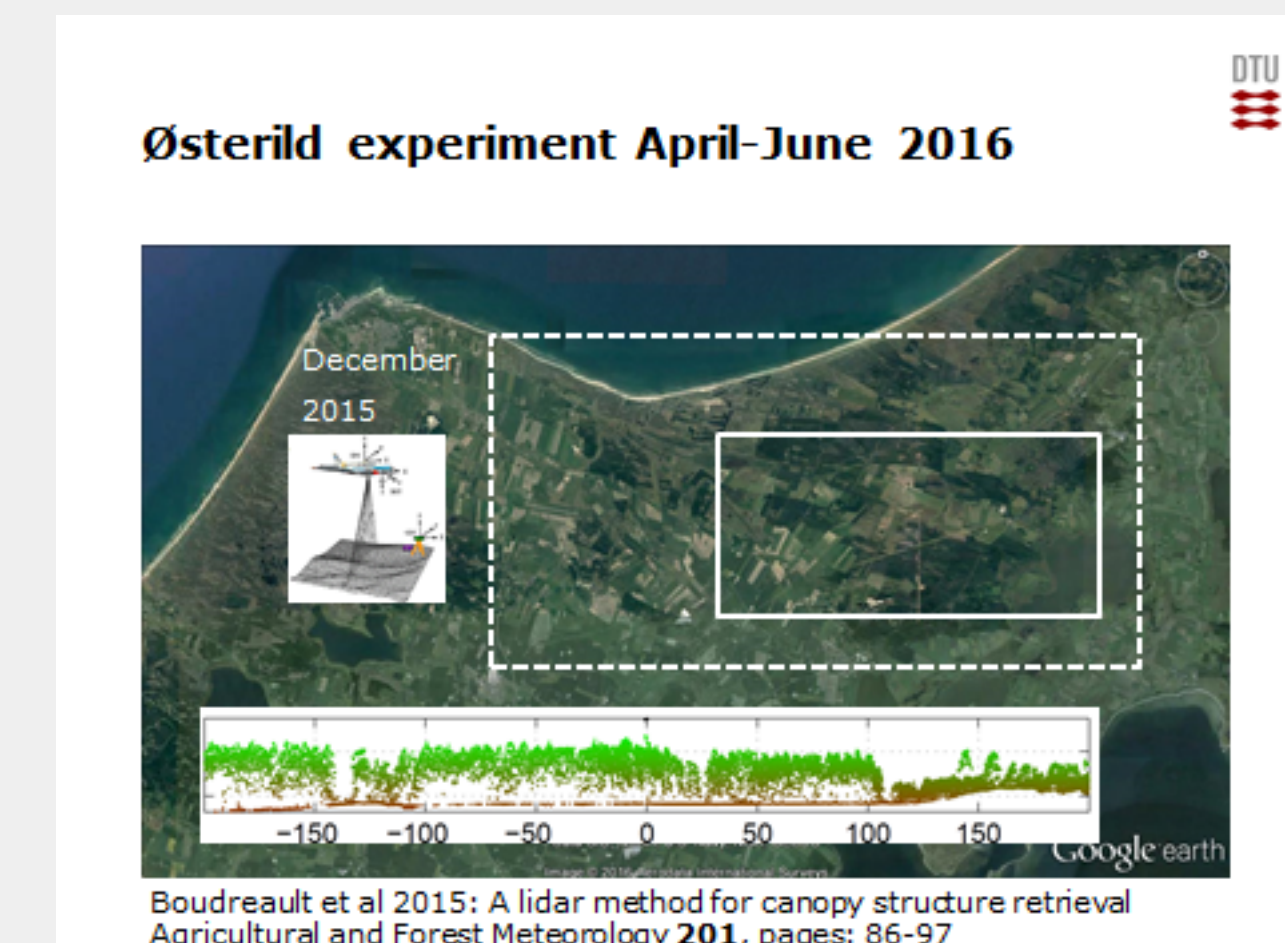 DTU
Østerild experiment April-June 2016
December
2015
−150 −100 −50 0 50 100 150
Google earth
Boudreault et al 2015: A lidar method for canopy structure retrieval
Agricultural and Forest Meteorology 201, pages: 86-97